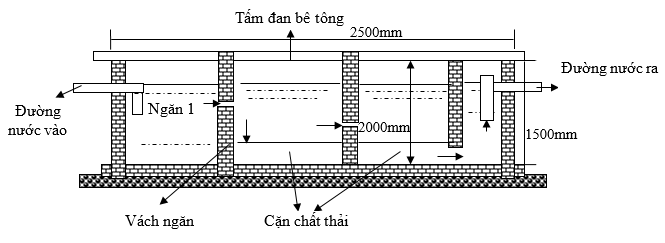 Tấm đan bê tông
2500mm
Đường nước ra
Đường
nước vào
Ngăn 1
2000mm
1500mm
Vách ngăn
Cặn chất thải